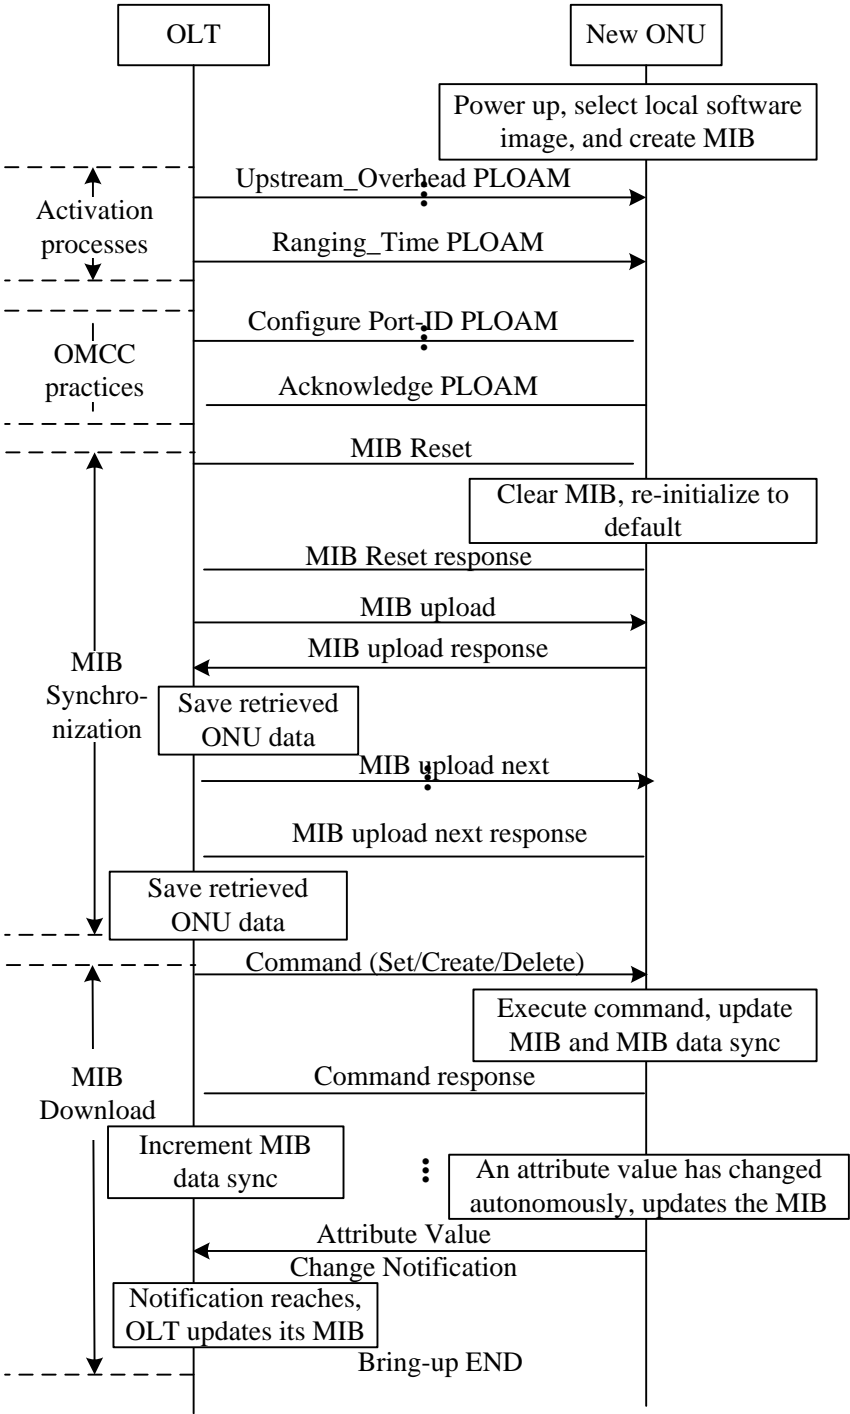 OLT
New ONU
Power up, select local software
image, and create MIB
Upstream_Overhead PLOAM
Activation
processes
Ranging_Time PLOAM
Configure Port-ID PLOAM
OMCC
practices
Acknowledge PLOAM
MIB Reset
Clear MIB, re-initialize to
default
MIB Reset response
MIB upload
MIB upload response
MIB
Synchro-
nization
Save retrieved
ONU data
MIB upload next
MIB upload next response
Save retrieved
ONU data
Command (Set/Create/Delete)
Execute command, update
MIB and MIB data sync
MIB
Download
Command response
Increment MIB
data sync
An attribute value has changed
autonomously, updates the MIB
Attribute Value
Change Notification
Notification reaches,
OLT updates its MIB
Bring-up END